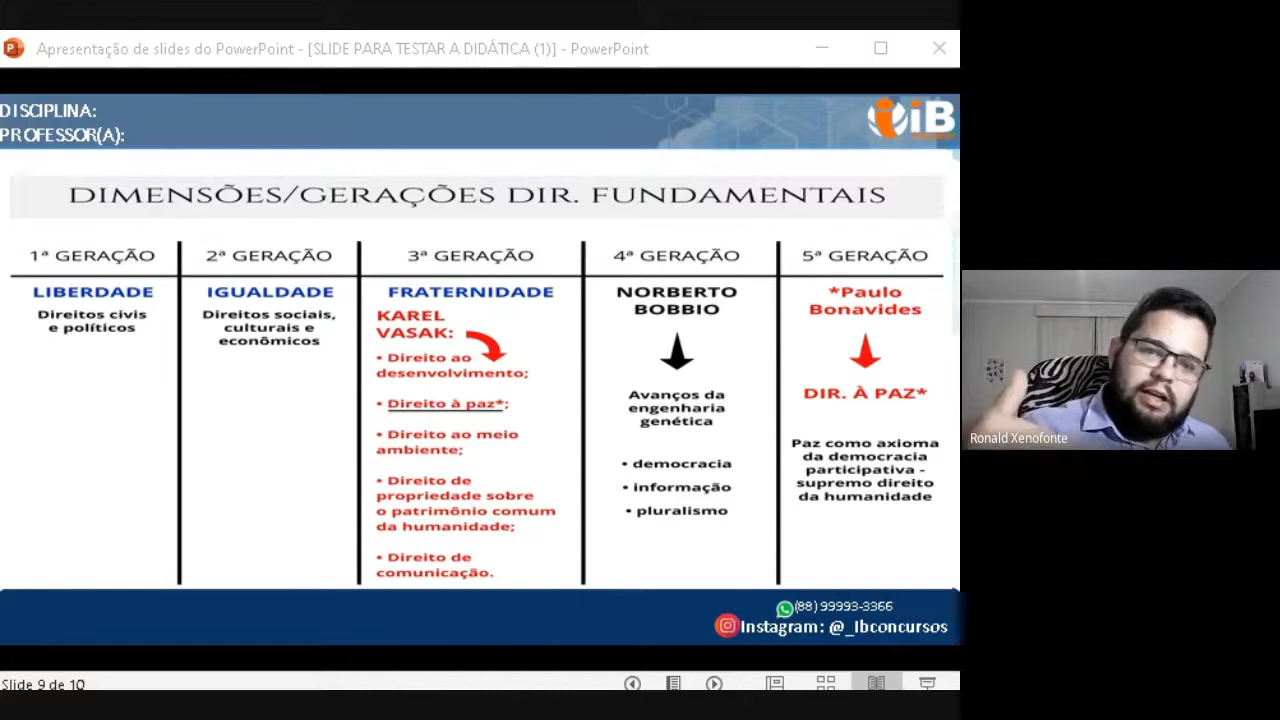 Apresentação de slides do PowerPoint - [SLIDE PARA TESTAR A DIDÁTICA (1)] - PowerPoint
DISCIPLINA:
PROFESSOR(A):
iB
DIMENSÕES/GERAÇÕES DIR. FUNDAMENTAIS
1ª GERAÇÃO
LIBERDADE
Direitos civis
e políticos
2ª GERAÇÃO
IGUALDADE
Direitos sociais,
culturais e
econômicos
3ª GERAÇÃO
FRATERNIDADE
KAREL
VASAK:
• Direito ao
desenvolvimento;
• Direito à paz*;
• Direito ao meio
ambiente;
• Direito de
propriedade sobre
o patrimônio comum
da humanidade;
• Direito de
comunicação.
4ª GERAÇÃO
NORBERTO
BOBBIO
Avanços da
engenharia
genética
• democracia
• informação
• pluralismo
5ª GERAÇÃO
*Paulo
Bonavides
DIR. À PAZ*
Paz como axioma
da democracia
participativa -
supremo direito
da humanidade
Ronald Xenofonte
(88) 99993-3366
Instagram: @_Ibconcursos
Slide 9 de 10